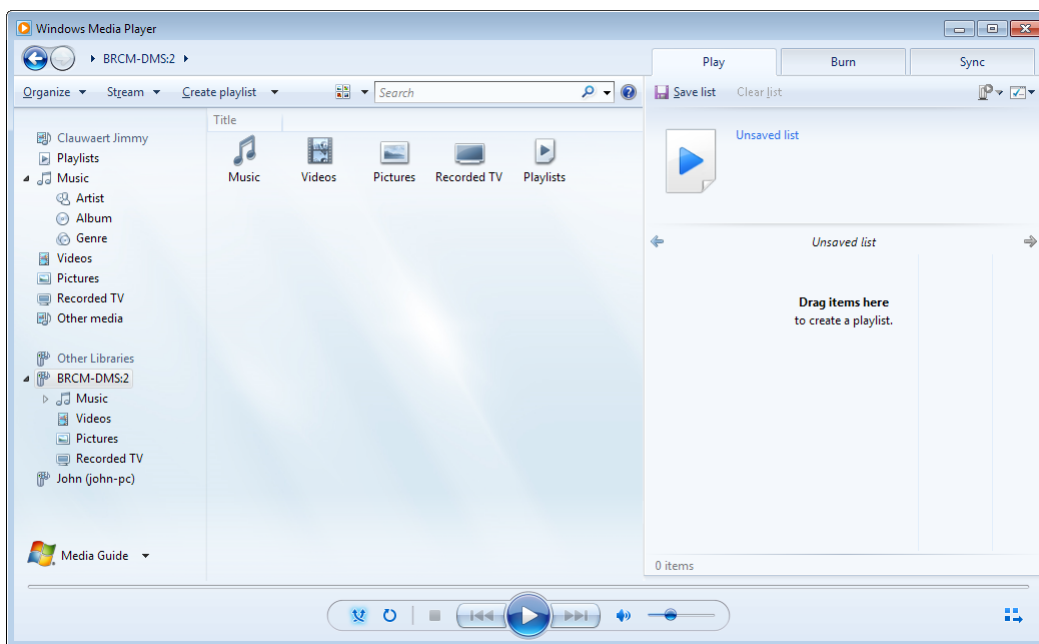 Windows Media Player
BRCM-DMS:2
Play
Burn
Sync
Organize
Stream
Create playlist
Search
Save list
Clear list
Clauwaert Jimmy
Playlists
Music
Artist
Album
Genre
Videos
Pictures
Recorded TV
Other media
Other Libraries
BRCM-DMS:2
Music
Videos
Pictures
Recorded TV
John (john-pc)
Media Guide
Title
Music
Videos
Pictures
Recorded TV
Playlists
Unsaved list
Unsaved list
Drag items here
to create a playlist.
0 items